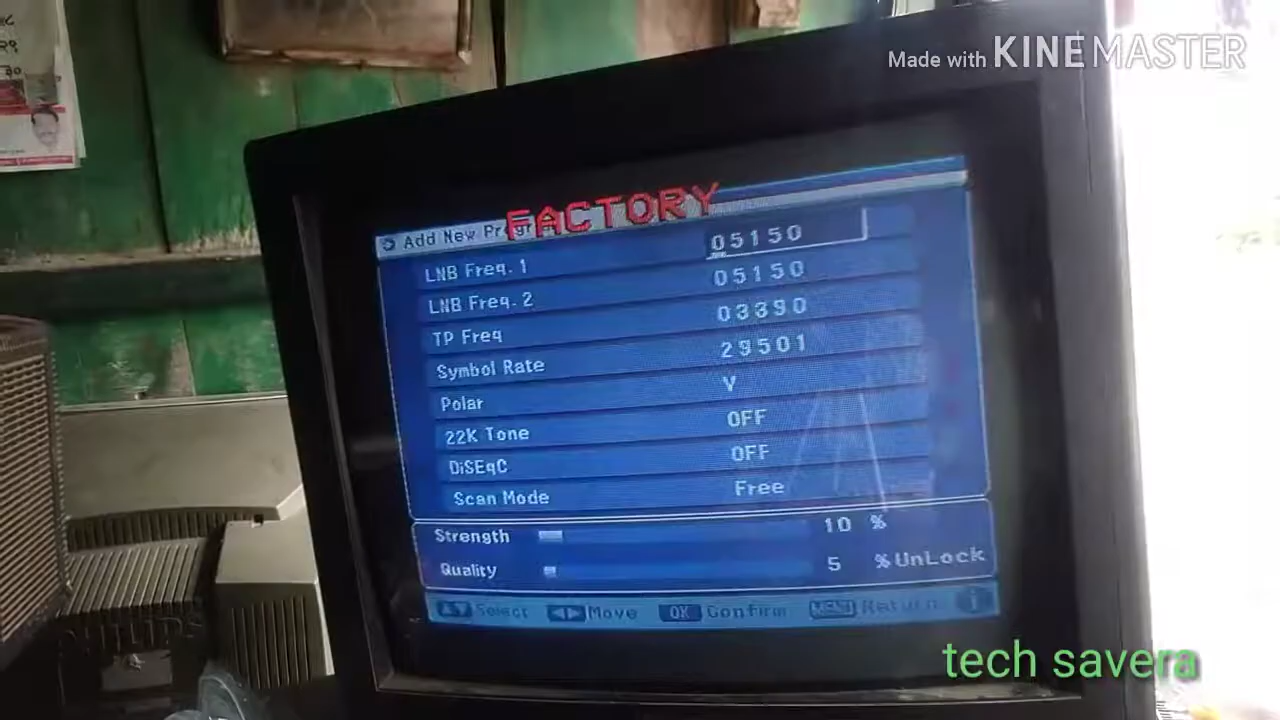 Made with KINEMASTER
FACTORY
Add New Progr
LNB Freq. 1 05150
LNB Freq. 2 05150
TP Freq 03390
Symbol Rate 29501
Polar V
22K Tone OFF
DiSEqC OFF
Scan Mode Free
Strength 10 %
Quality 5 % UnLock
Select Move OK Confirm MENU Return i
PHILIPS
tech savera